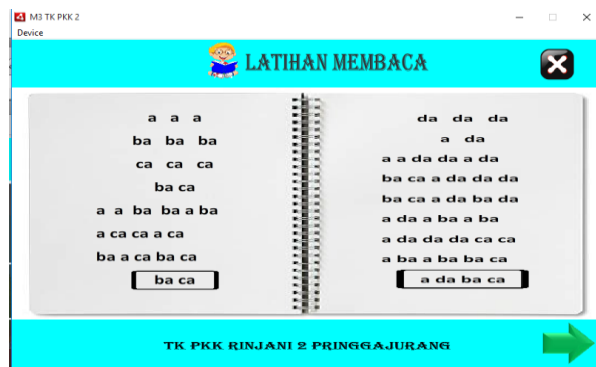 M3 TK PKK 2
Device
LATIHAN MEMBACA
a a a
ba ba ba
ca ca ca
ba ca
a a ba ba a ba
a ca ca a ca
ba a ca ba ca
ba ca
da da da
a da
a a da da a da
ba ca a da da da
ba ca a da ba da
a da a ba a ba
a da da da ca ca
a ba a ba ba ca
a da ba ca
TK PKK RINJANI 2 PRINGGAJURANG